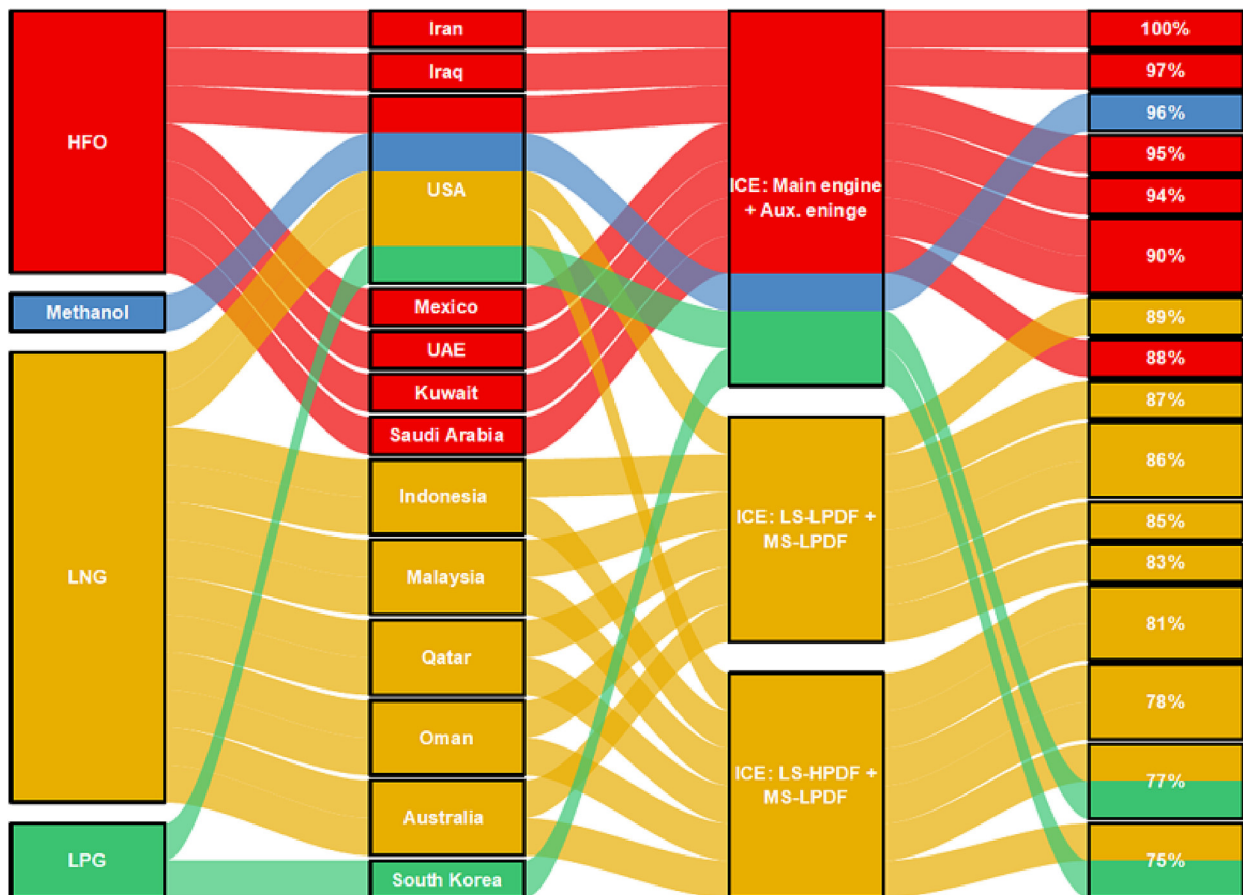 HFO
Methanol
LNG
LPG
Iran
Iraq
USA
Mexico
UAE
Kuwait
Saudi Arabia
Indonesia
Malaysia
Qatar
Oman
Australia
South Korea
ICE: Main engine
+ Aux. eninge
ICE: LS-LPDF +
MS-LPDF
ICE: LS-HPDF +
MS-LPDF
100%
97%
96%
95%
94%
90%
89%
88%
87%
86%
85%
83%
81%
78%
77%
75%